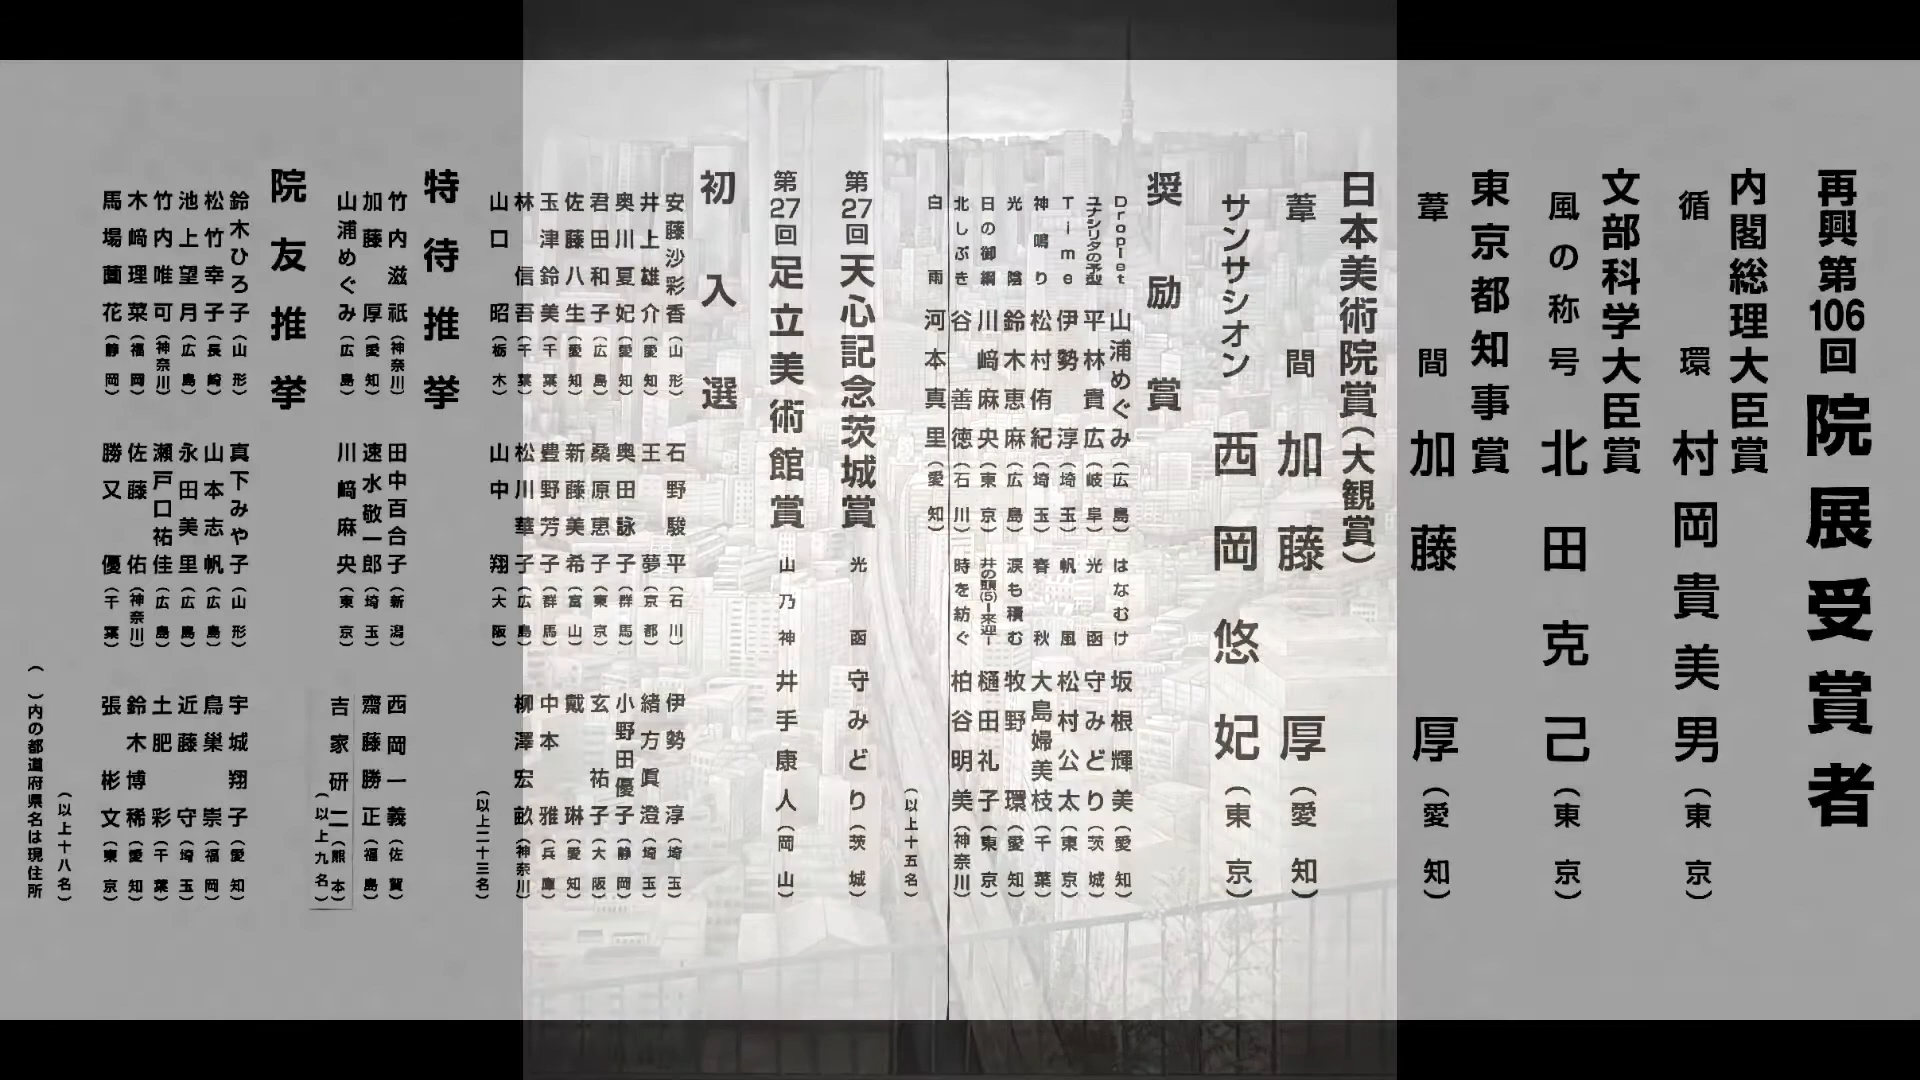 再興第106回 院展受賞者
内閣総理大臣賞
循環 村岡貴美男（東京）
文部科学大臣賞
風の称号 北田克己（東京）
東京都知事賞
葦間 加藤厚（愛知）
日本美術院賞（大観賞）
葦間 加藤厚（愛知）
サンサシオン 西岡悠妃（東京）
奨励賞
Droplet 山浦めぐみ（広島） はなむけ 坂根輝美（愛知）
ユナシリタの予型 平林貴広（岐阜） 光函 守みどり（茨城）
Time 伊勢淳（埼玉） 帆風 松村公太（東京）
神鳴り 松村侑紀（埼玉） 春秋 大島婦美枝（千葉）
光陰 鈴木恵麻（広島） 涙も積む 牧野環（愛知）
日の御綱 川﨑麻央（東京） 井の頭(5)－来迎－ 樋田礼子（東京）
北しぶき 谷善徳（石川） 時を紡ぐ 柏谷明美（神奈川）
白雨 河本真里（愛知）
（以上十五名）
第27回天心記念茨城賞 光函 守みどり（茨城）
第27回足立美術館賞 山乃神 井手康人（岡山）
初入選
安藤沙彩香（山形） 石野駿平（石川） 伊勢淳（埼玉）
井上雄介（愛知） 王夢（京都） 緒方眞澄（埼玉）
奥川夏妃（愛知） 奥田詠子（群馬） 小野田優子（静岡）
君田和子（広島） 桑原恵子（東京） 玄祐子（大阪）
佐藤八生（愛知） 新藤美希（富山） 戴琳（愛知）
玉津鈴美（千葉） 豊野芳子（群馬） 中本雅（兵庫）
林信吾（千葉） 松川華子（広島） 柳澤宏畝（神奈川）
山口昭（栃木） 山中翔（大阪）
（以上二十三名）
特待推挙
竹内滋祇（神奈川） 田中百合子（新潟） 西岡一義（佐賀）
加藤厚（愛知） 速水敬一郎（埼玉） 齋藤勝正（福島）
山浦めぐみ（広島） 川﨑麻央（東京） 吉家研二（熊本）
（以上九名）
院友推挙
鈴木ひろ子（山形） 真下みや子（山形） 宇城翔子（愛知）
松竹幸子（長崎） 山本志帆（広島） 鳥巣崇（福岡）
池上望月（広島） 永田美里（広島） 近藤守（埼玉）
竹内唯可（神奈川） 瀬戸口祐佳（広島） 土肥彩（千葉）
木﨑理菜（福岡） 佐藤佑（神奈川） 鈴木博稀（愛知）
馬場薗花（静岡） 勝又優（千葉） 張彬文（東京）
（以上十八名）
（ ）内の都道府県名は現住所